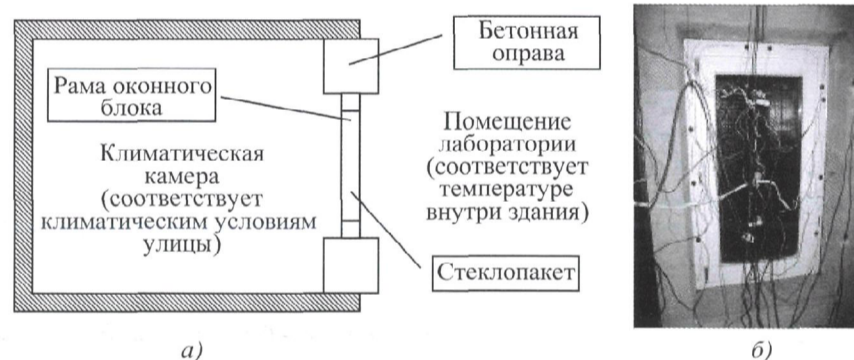 Бетонная
оправа
Рама оконного
блока
Климатическая
камера
(соответствует
климатическим условиям
улицы)
Помещение
лаборатории
(соответствует
температуре
внутри здания)
Стеклопакет
а)
б)